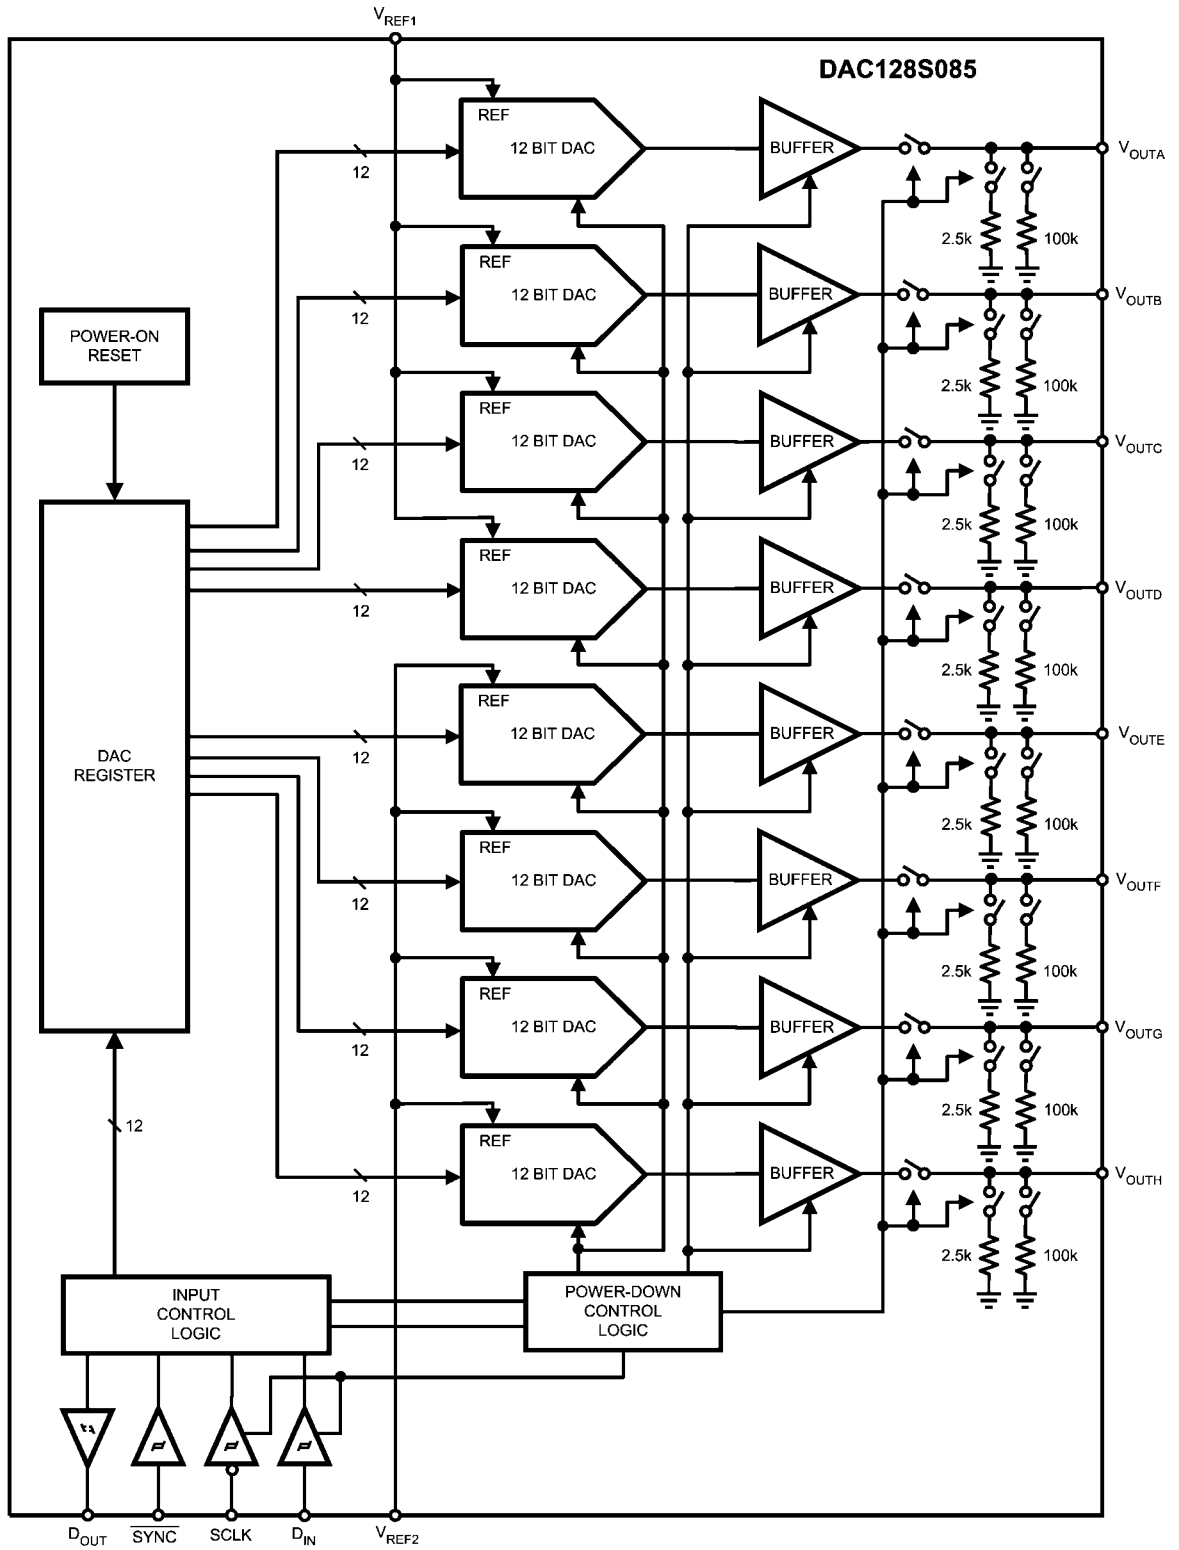 VREF1
DAC128S085
REF
12 BIT DAC
BUFFER
VOUTA
12
2.5k
100k
REF
12 BIT DAC
BUFFER
VOUTB
12
2.5k
100k
POWER-ON
RESET
REF
12 BIT DAC
BUFFER
VOUTC
12
2.5k
100k
REF
12 BIT DAC
BUFFER
VOUTD
12
2.5k
100k
DAC
REGISTER
REF
12 BIT DAC
BUFFER
VOUTE
12
2.5k
100k
REF
12 BIT DAC
BUFFER
VOUTF
12
2.5k
100k
REF
12 BIT DAC
BUFFER
VOUTG
12
2.5k
100k
12
REF
12 BIT DAC
BUFFER
VOUTH
12
2.5k
100k
INPUT
CONTROL
LOGIC
POWER-DOWN
CONTROL
LOGIC
DOUT
SYNC
SCLK
DIN
VREF2